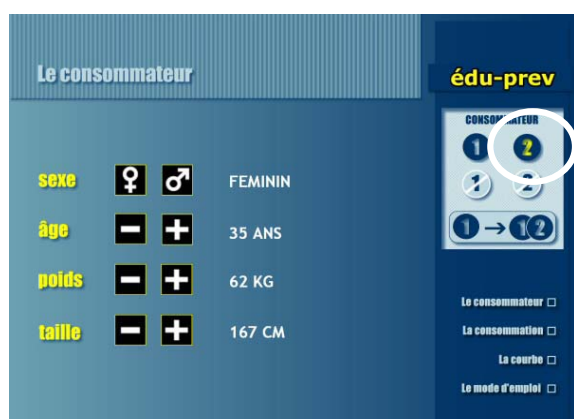 Le consommateur
édu-prev
CONSOMMATEUR
1 2
1 2
1 → 1 2
sexe ♀ ♂ FEMININ
âge − + 35 ANS
poids − + 62 KG
taille − + 167 CM
Le consommateur
La consommation
La courbe
Le mode d'emploi